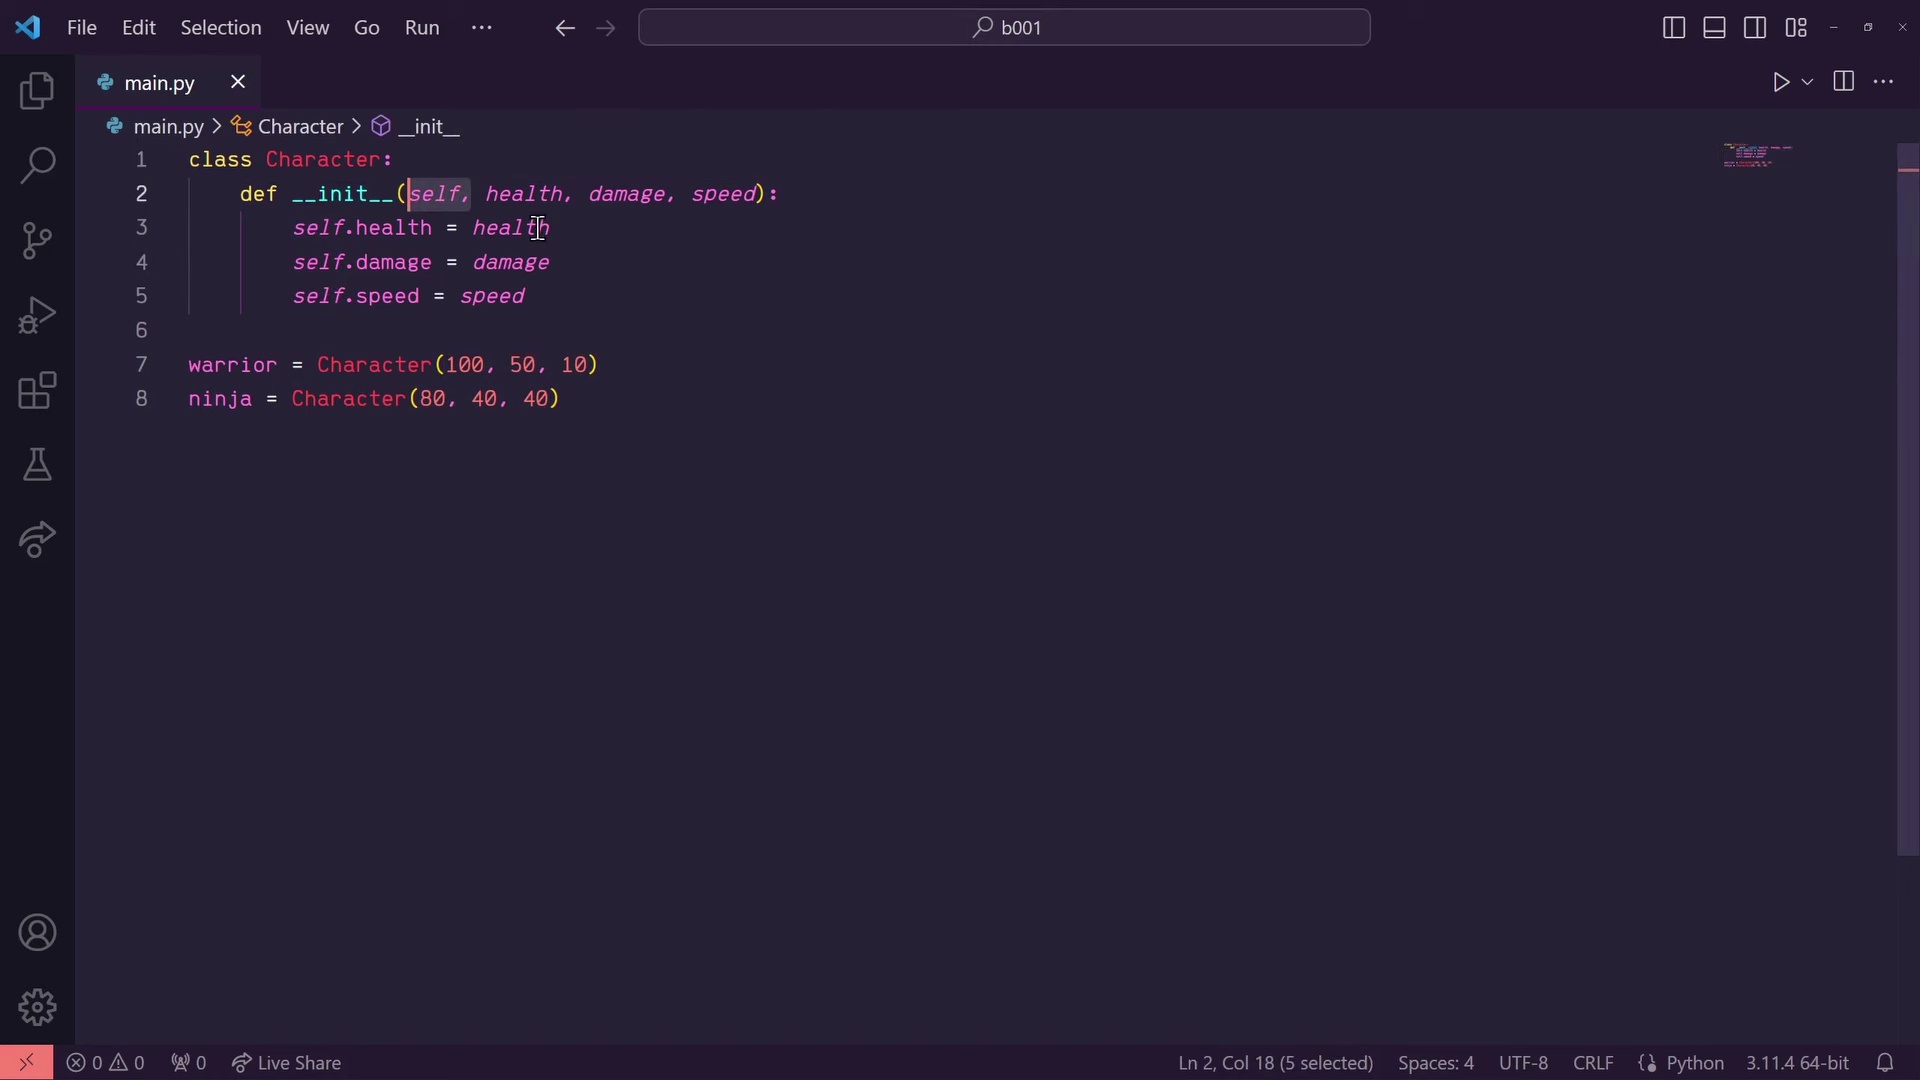 File Edit Selection View Go Run ··· b001
main.py
main.py > Character > __init__
1 class Character:
2     def __init__(self, health, damage, speed):
3         self.health = health
4         self.damage = damage
5         self.speed = speed
6
7 warrior = Character(100, 50, 10)
8 ninja = Character(80, 40, 40)
0 0 0 Live Share Ln 2, Col 18 (5 selected) Spaces: 4 UTF-8 CRLF {} Python 3.11.4 64-bit